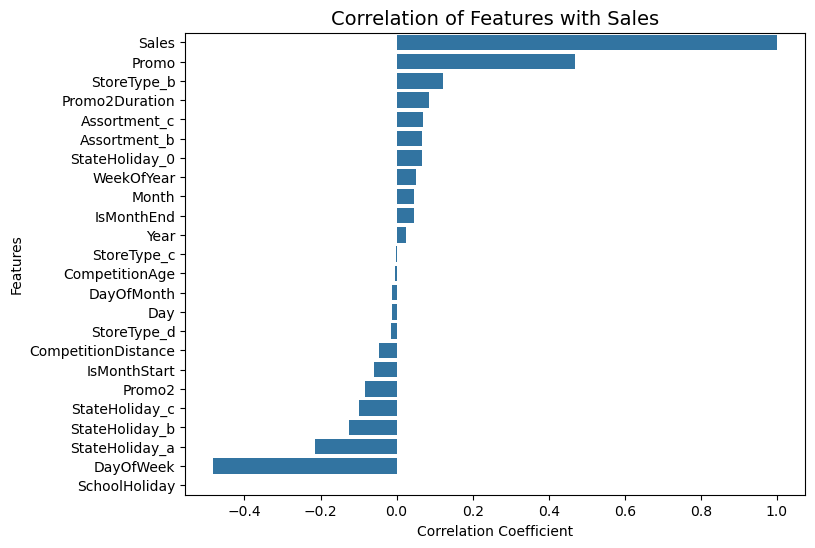 Correlation of Features with Sales
Sales
Promo
StoreType_b
Promo2Duration
Assortment_c
Assortment_b
StateHoliday_0
WeekOfYear
Month
IsMonthEnd
Year
StoreType_c
CompetitionAge
DayOfMonth
Day
StoreType_d
CompetitionDistance
IsMonthStart
Promo2
StateHoliday_c
StateHoliday_b
StateHoliday_a
DayOfWeek
SchoolHoliday
Features
−0.4 −0.2 0.0 0.2 0.4 0.6 0.8 1.0
Correlation Coefficient